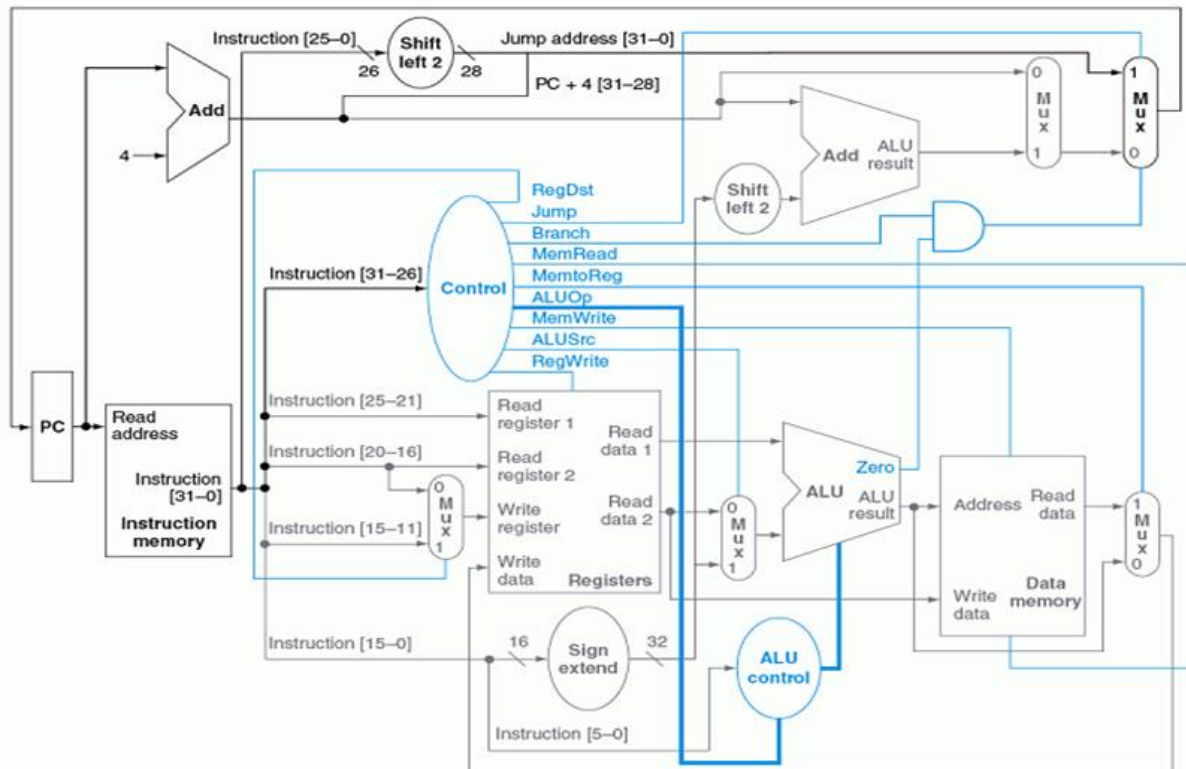 Instruction [25–0]
Shift
left 2
Jump address [31–0]
26
28
PC + 4 [31–28]
Add
4
0
M
u
x
1
1
M
u
x
0
Add
ALU
result
Shift
left 2
RegDst
Jump
Branch
MemRead
MemtoReg
ALUOp
MemWrite
ALUSrc
RegWrite
Control
Instruction [31–26]
PC
Read
address
Instruction
[31–0]
Instruction
memory
Instruction [25–21]
Instruction [20–16]
Instruction [15–11]
0
M
u
x
1
Read
register 1
Read
register 2
Write
register
Write
data
Read
data 1
Read
data 2
Registers
0
M
u
x
1
Zero
ALU
ALU
result
Address
Read
data
Write
data
Data
memory
1
M
u
x
0
Instruction [15–0]
16
Sign
extend
32
ALU
control
Instruction [5–0]